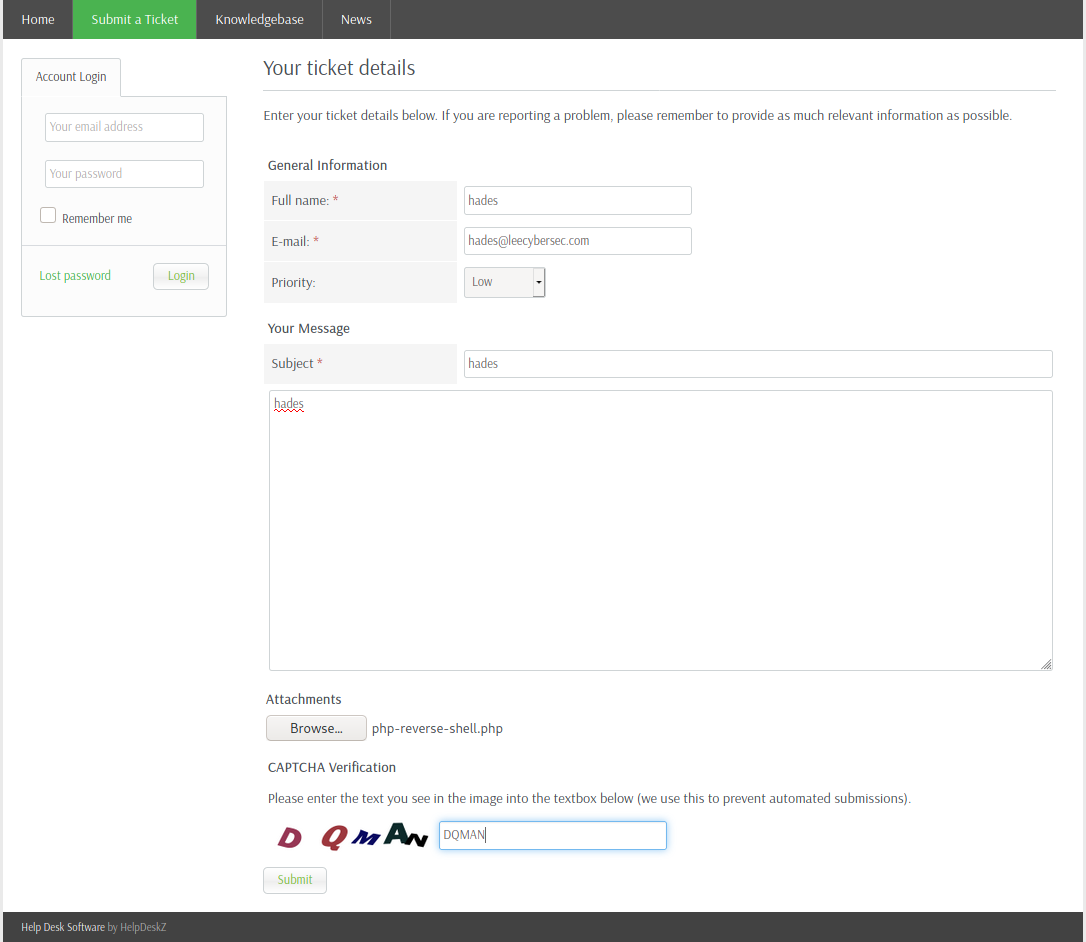 Home Submit a Ticket Knowledgebase News
Account Login
Your email address
Your password
Remember me
Lost password Login
Your ticket details
Enter your ticket details below. If you are reporting a problem, please remember to provide as much relevant information as possible.
General Information
Full name: * hades
E-mail: * hades@leecybersec.com
Priority: Low
Your Message
Subject * hades
hades
Attachments
Browse... php-reverse-shell.php
CAPTCHA Verification
Please enter the text you see in the image into the textbox below (we use this to prevent automated submissions).
D Q M A N DQMAN
Submit
Help Desk Software by HelpDeskZ